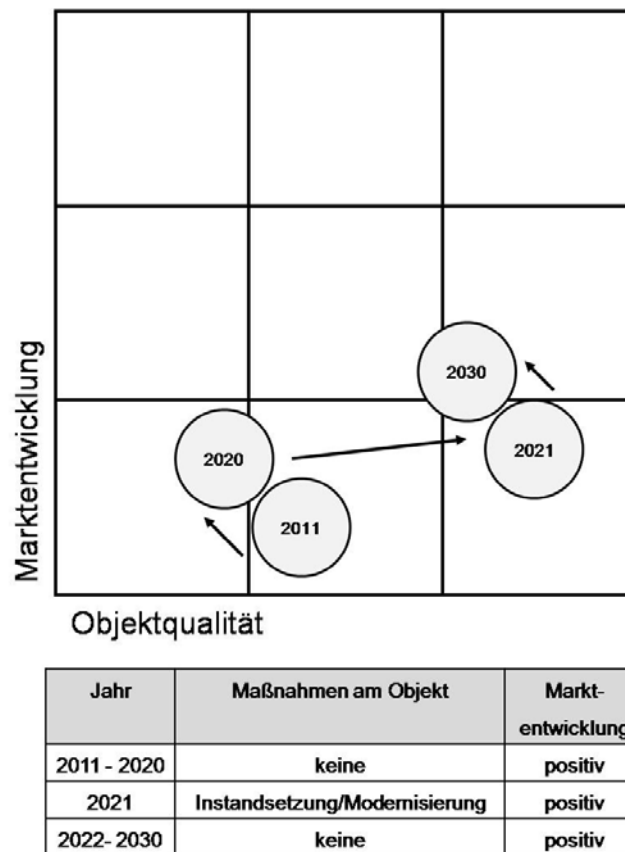 Marktentwicklung
2030
2020
2021
2011
Objektqualität
Jahr Maßnahmen am Objekt Markt-
entwicklung
2011 - 2020 keine positiv
2021 Instandsetzung/Modernisierung positiv
2022- 2030 keine positiv